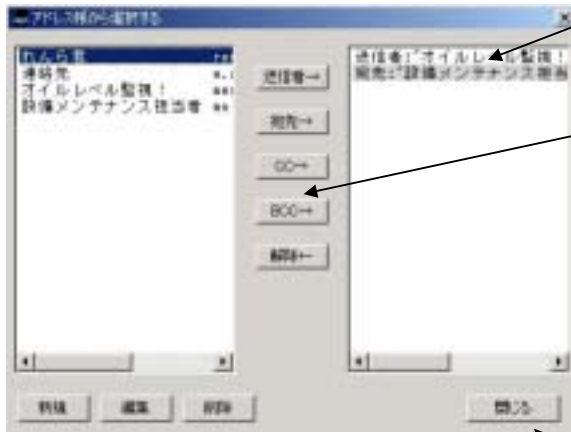 アドレス帳から選択する
れんら君
連絡先
オイルレベル監視！
設備メンテナンス担当者
送信者→
宛先→
CC→
BCC→
解除←
送信者:"オイルレベル監視！
宛先:"設備メンテナンス担当
新規
編集
削除
閉じる